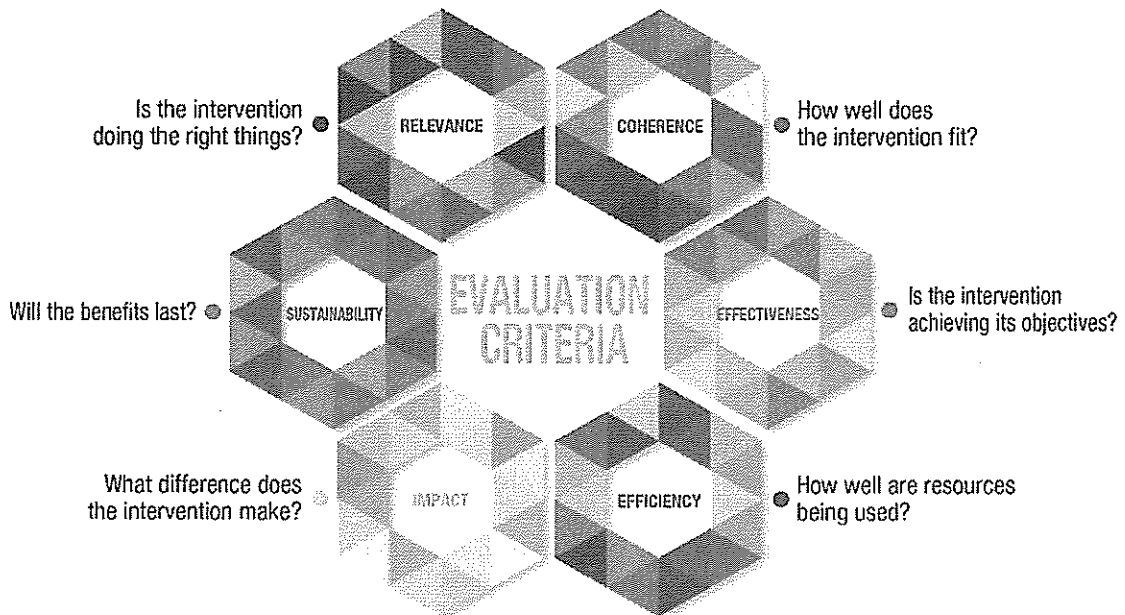 Is the intervention
doing the right things?
RELEVANCE
COHERENCE
How well does
the intervention fit?
Will the benefits last?
SUSTAINABILITY
EVALUATION
CRITERIA
EFFECTIVENESS
Is the intervention
achieving its objectives?
What difference does
the intervention make?
IMPACT
EFFICIENCY
How well are resources
being used?